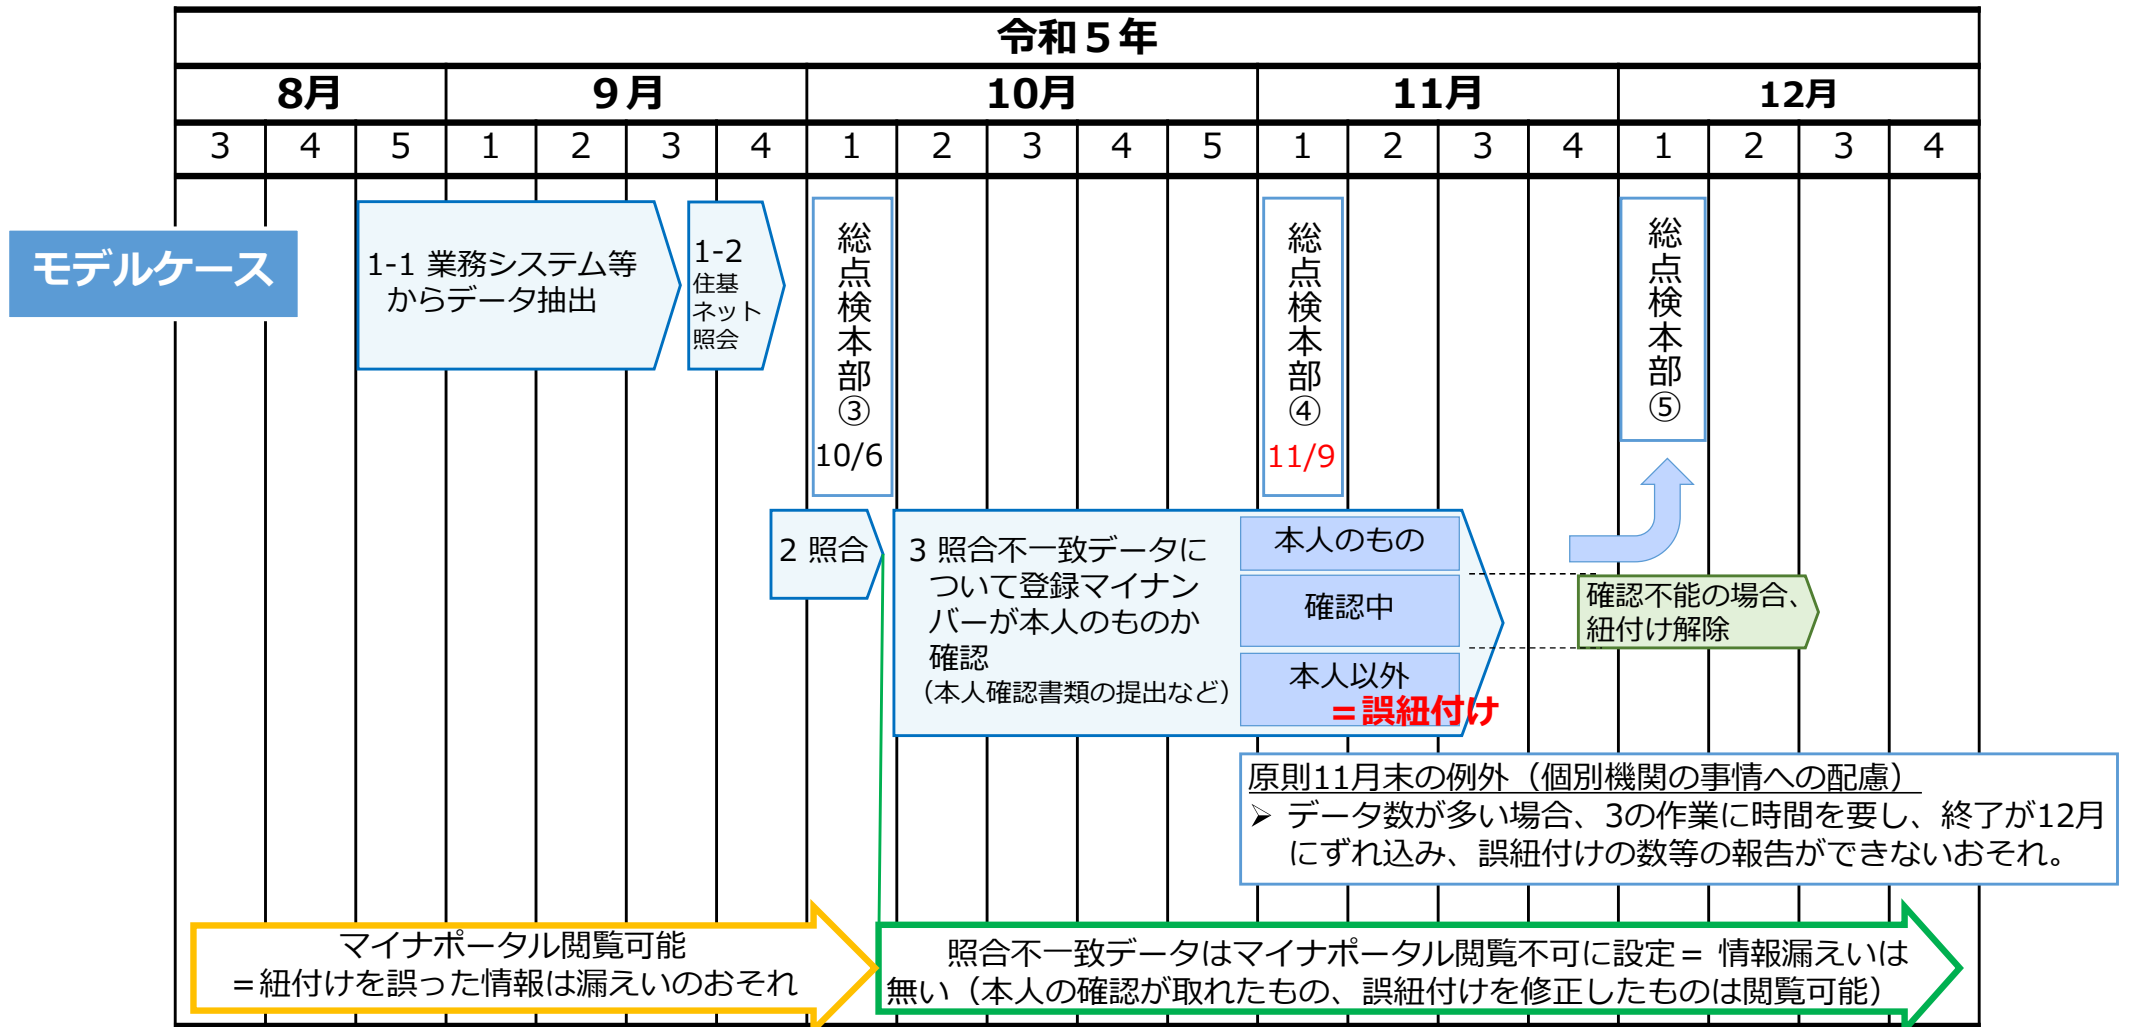 令和５年
8月 ９月 10月 11月 12月
3 4 5 1 2 3 4 1 2 3 4 5 1 2 3 4 1 2 3 4
モデルケース
1-1 業務システム等
からデータ抽出
1-2
住基
ネット
照会
総点検本部③
10/6
総点検本部④
11/9
総点検本部⑤
2 照合
3 照合不一致データに
ついて登録マイナン
バーが本人のものか
確認
（本人確認書類の提出など）
本人のもの
確認中
本人以外
＝誤紐付け
確認不能の場合、
紐付け解除
原則11月末の例外（個別機関の事情への配慮）
➢ データ数が多い場合、3の作業に時間を要し、終了が12月
にずれ込み、誤紐付けの数等の報告ができないおそれ。
マイナポータル閲覧可能
＝紐付けを誤った情報は漏えいのおそれ
照合不一致データはマイナポータル閲覧不可に設定＝ 情報漏えいは
無い（本人の確認が取れたもの、誤紐付けを修正したものは閲覧可能）